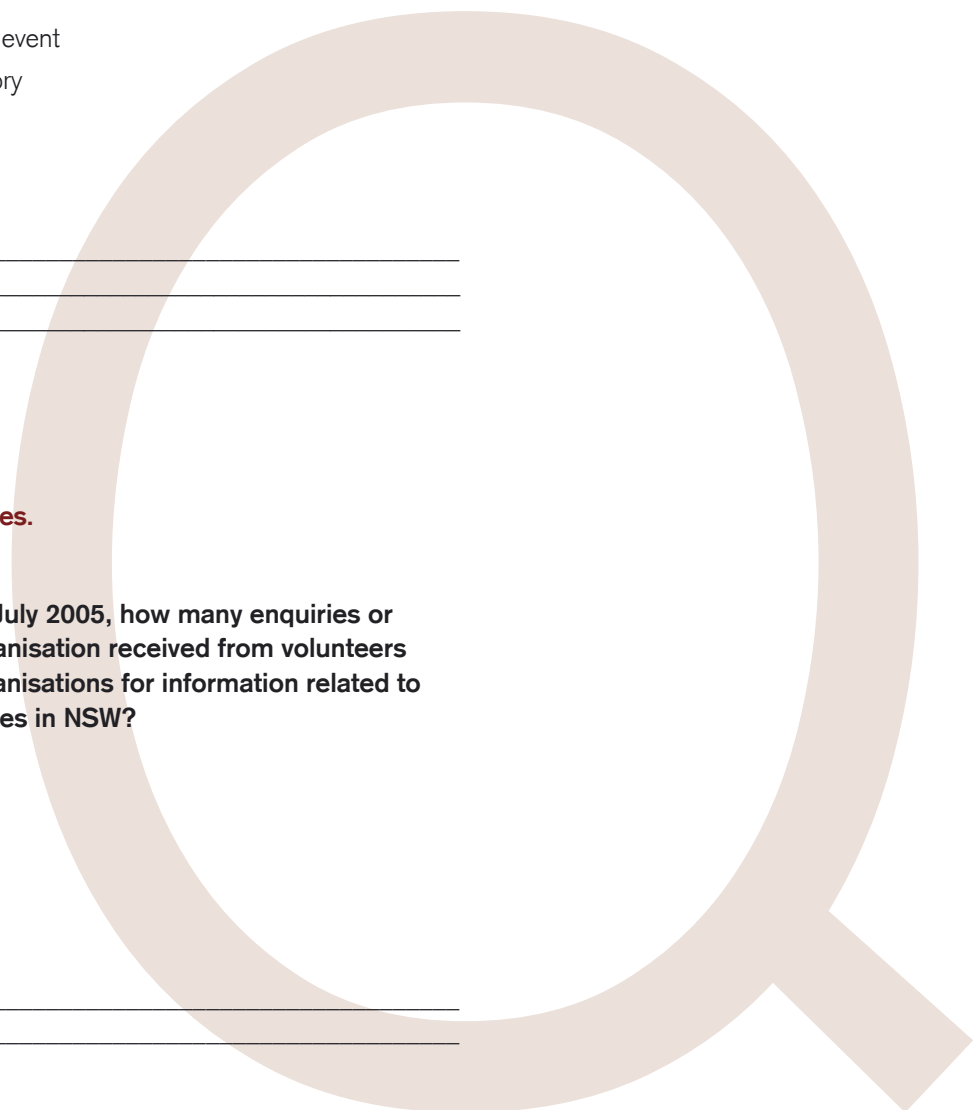 event
ory
es.
July 2005, how many enquiries or
anisation received from volunteers
anisations for information related to
es in NSW?
Q